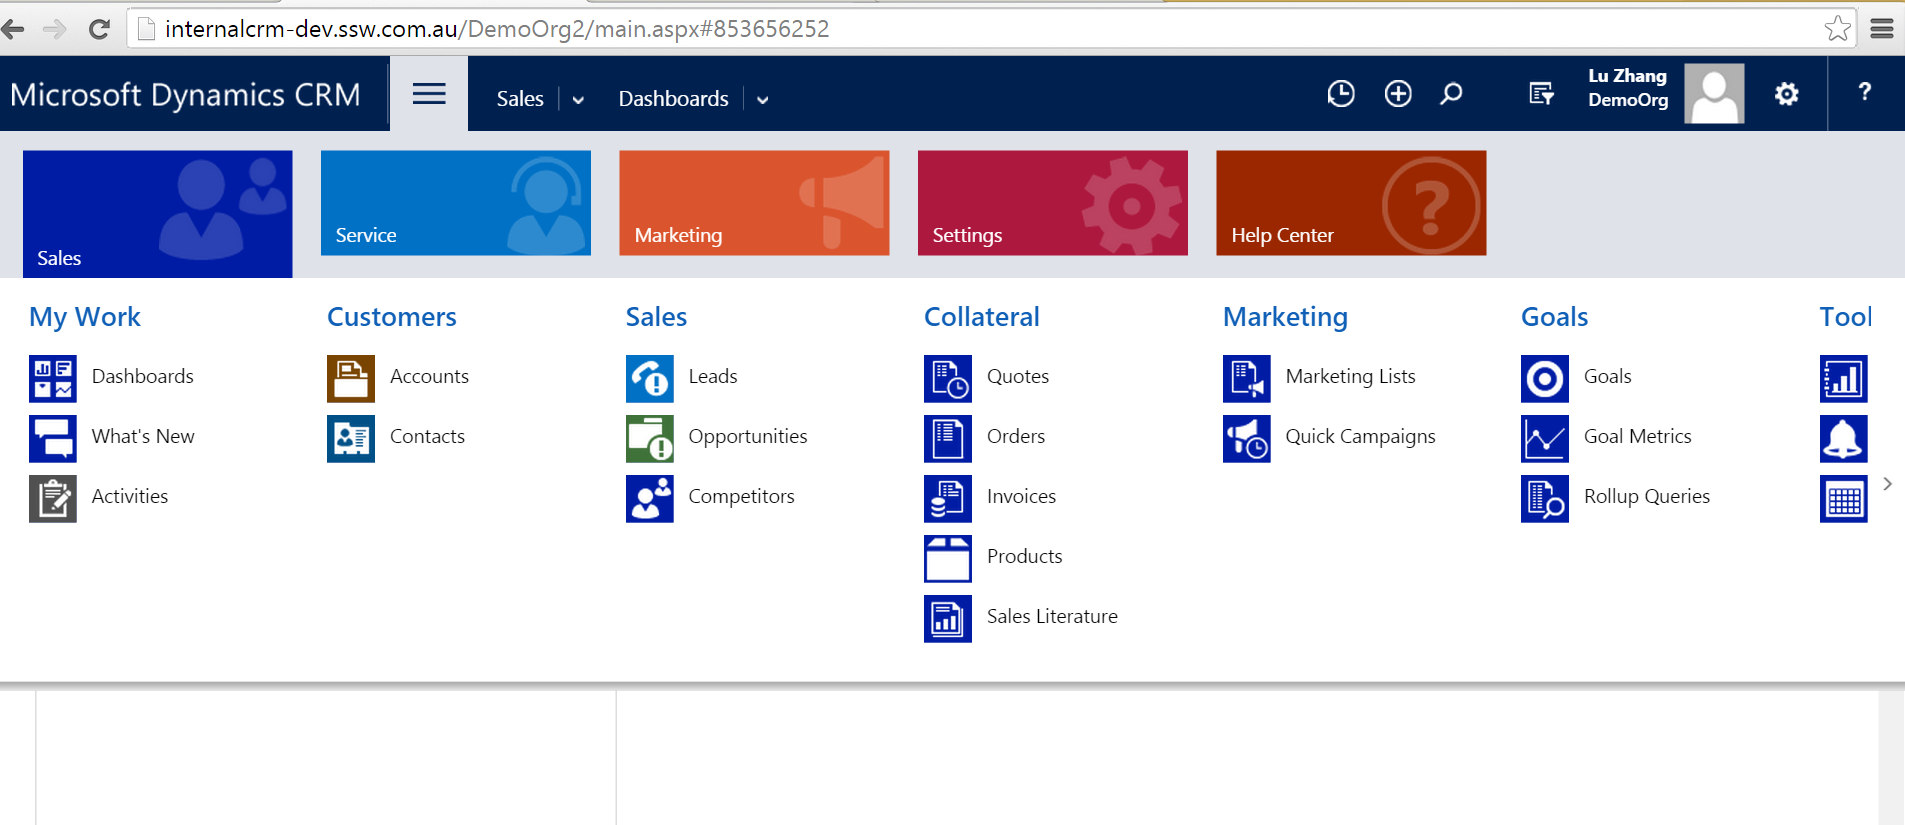 internalcrm-dev.ssw.com.au/DemoOrg2/main.aspx#853656252
Microsoft Dynamics CRM
Sales
Dashboards
Lu Zhang
DemoOrg
?
Sales
Service
Marketing
Settings
Help Center
My Work
Dashboards
What's New
Activities
Customers
Accounts
Contacts
Sales
Leads
Opportunities
Competitors
Collateral
Quotes
Orders
Invoices
Products
Sales Literature
Marketing
Marketing Lists
Quick Campaigns
Goals
Goals
Goal Metrics
Rollup Queries
Tool